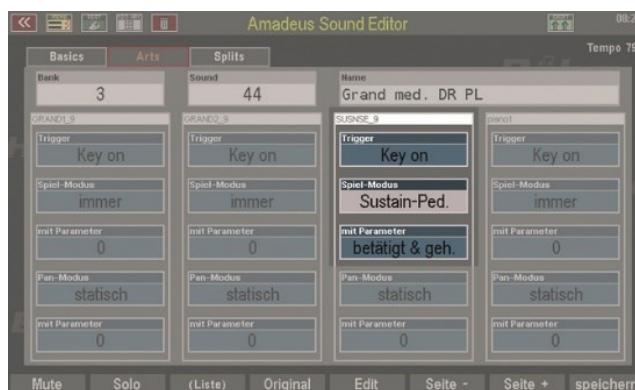 Amadeus Sound Editor
Tempo
Basics Arts Splits
Bank Sound Name
3 44 Grand med. DR PL
GRAND1_9 GRAND2_9 SUSNSE_9 piano1
Trigger Trigger Trigger Trigger
Key on Key on Key on Key on
Spiel-Modus Spiel-Modus Spiel-Modus Spiel-Modus
immer immer Sustain-Ped. immer
mit Parameter mit Parameter mit Parameter mit Parameter
0 0 betätigt & geh. 0
Pan-Modus Pan-Modus Pan-Modus Pan-Modus
statisch statisch statisch statisch
mit Parameter mit Parameter mit Parameter mit Parameter
0 0 0 0
Mute Solo (Liste) Original Edit Seite - Seite + speichern